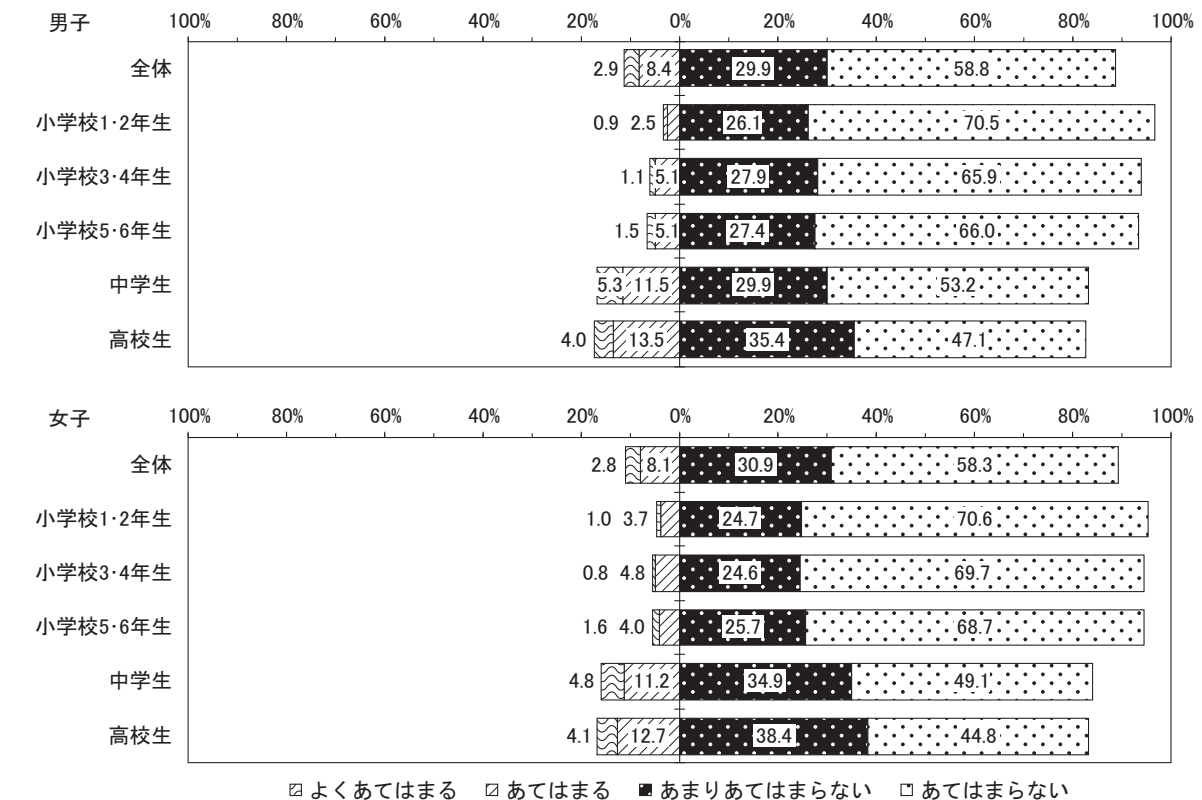 男子 100% 80% 60% 40% 20% 0% 20% 40% 60% 80% 100%
全体 2.9 8.4 29.9 58.8
小学校1･2年生 0.9 2.5 26.1 70.5
小学校3･4年生 1.1 5.1 27.9 65.9
小学校5･6年生 1.5 5.1 27.4 66.0
中学生 5.3 11.5 29.9 53.2
高校生 4.0 13.5 35.4 47.1
女子 100% 80% 60% 40% 20% 0% 20% 40% 60% 80% 100%
全体 2.8 8.1 30.9 58.3
小学校1･2年生 1.0 3.7 24.7 70.6
小学校3･4年生 0.8 4.8 24.6 69.7
小学校5･6年生 1.6 4.0 25.7 68.7
中学生 4.8 11.2 34.9 49.1
高校生 4.1 12.7 38.4 44.8
よくあてはまる あてはまる あまりあてはまらない あてはまらない